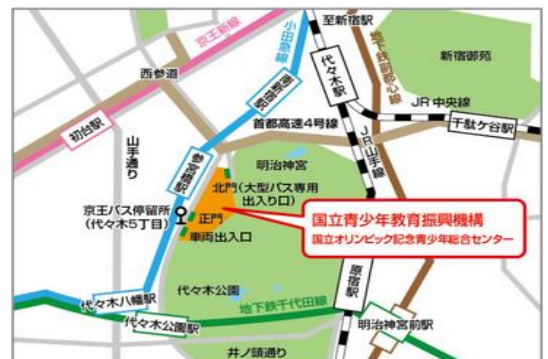 至新宿駅
京王新線
小田急線
地下鉄副都心線
新宿御苑
西参道
南新宿駅
代々木駅
JR中央線
千駄ケ谷駅
初台駅
首都高速4号線
山手通り
参宮橋駅
明治神宮
JR山手線
北門(大型バス専用
出入り口)
京王バス停留所
(代々木5丁目)
正門
車両出入口
国立青少年教育振興機構
国立オリンピック記念青少年総合センター
原宿駅
代々木公園
代々木八幡駅
地下鉄千代田線
代々木公園駅
明治神宮前駅
井ノ頭通り